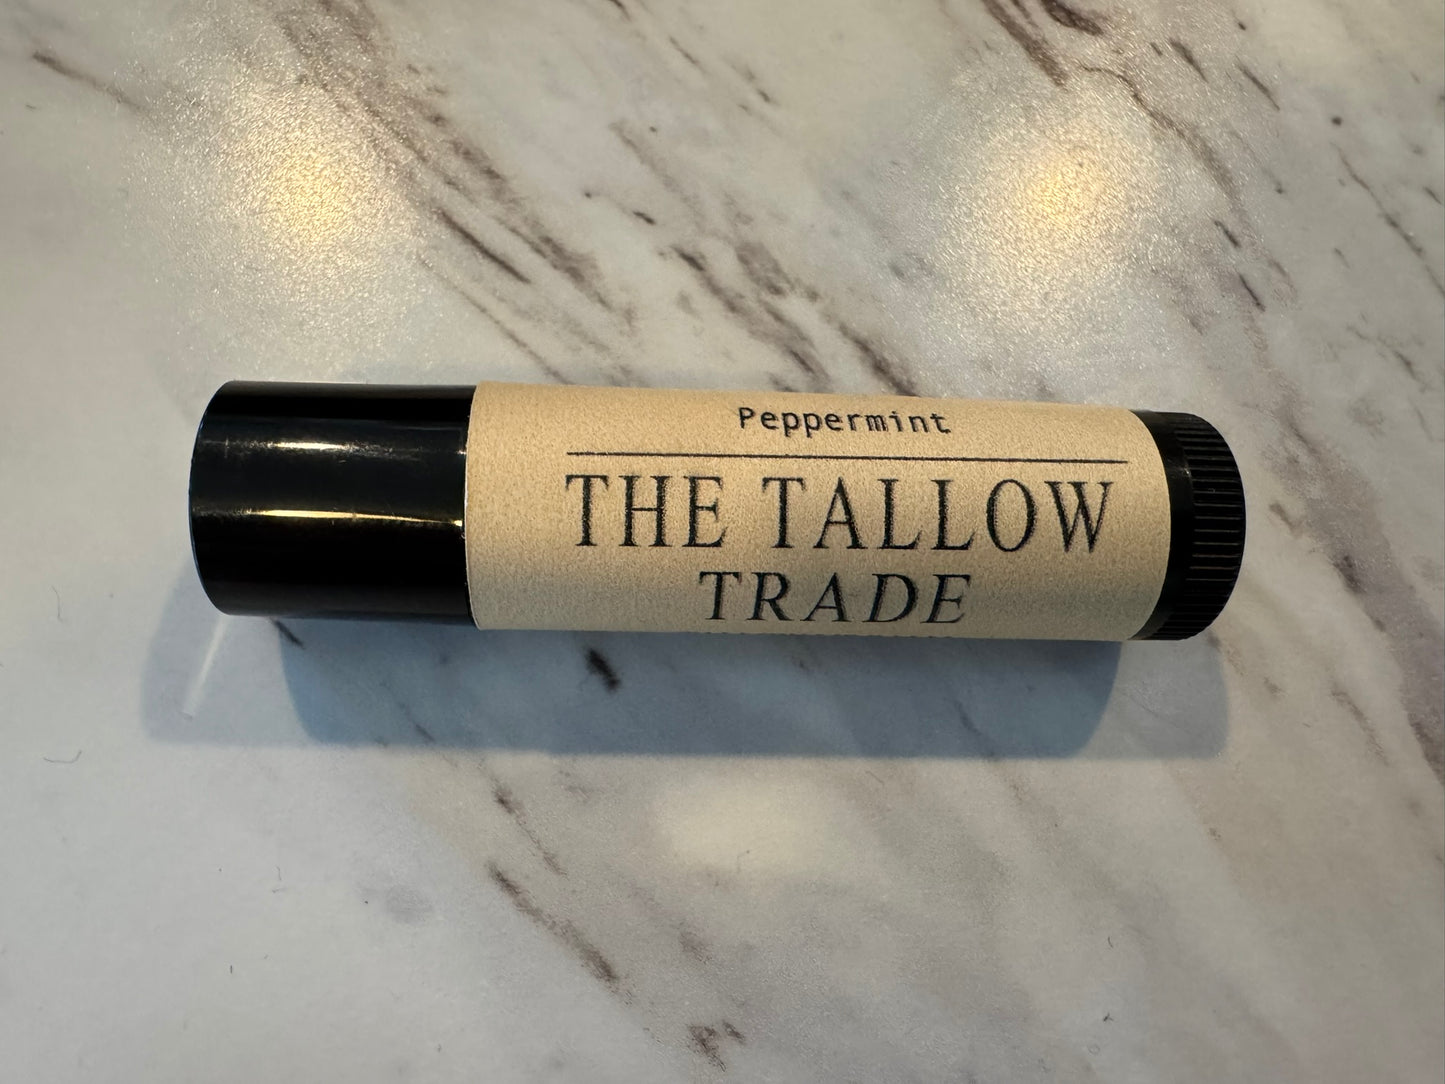 Peppermint
THE TALLOW
TRADE